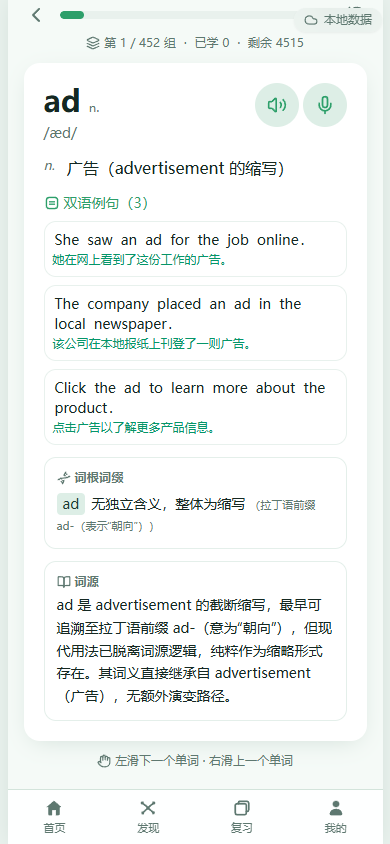 本地数据
第 1 / 452 组 · 已学 0 · 剩余 4515
ad n.
/æd/
n. 广告（advertisement 的缩写）
双语例句（3）
She saw an ad for the job online.
她在网上看到了这份工作的广告。
The company placed an ad in the
local newspaper.
该公司在本地报纸上刊登了一则广告。
Click the ad to learn more about the
product.
点击广告以了解更多产品信息。
词根词缀
ad 无独立含义，整体为缩写 （拉丁语前缀
ad-（表示“朝向”））
词源
ad 是 advertisement 的截断缩写，最早可
追溯至拉丁语前缀 ad-（意为“朝向”），但现
代用法已脱离词源逻辑，纯粹作为缩略形式
存在。其词义直接继承自 advertisement
（广告），无额外演变路径。
左滑下一个单词 · 右滑上一个单词
首页 发现 复习 我的